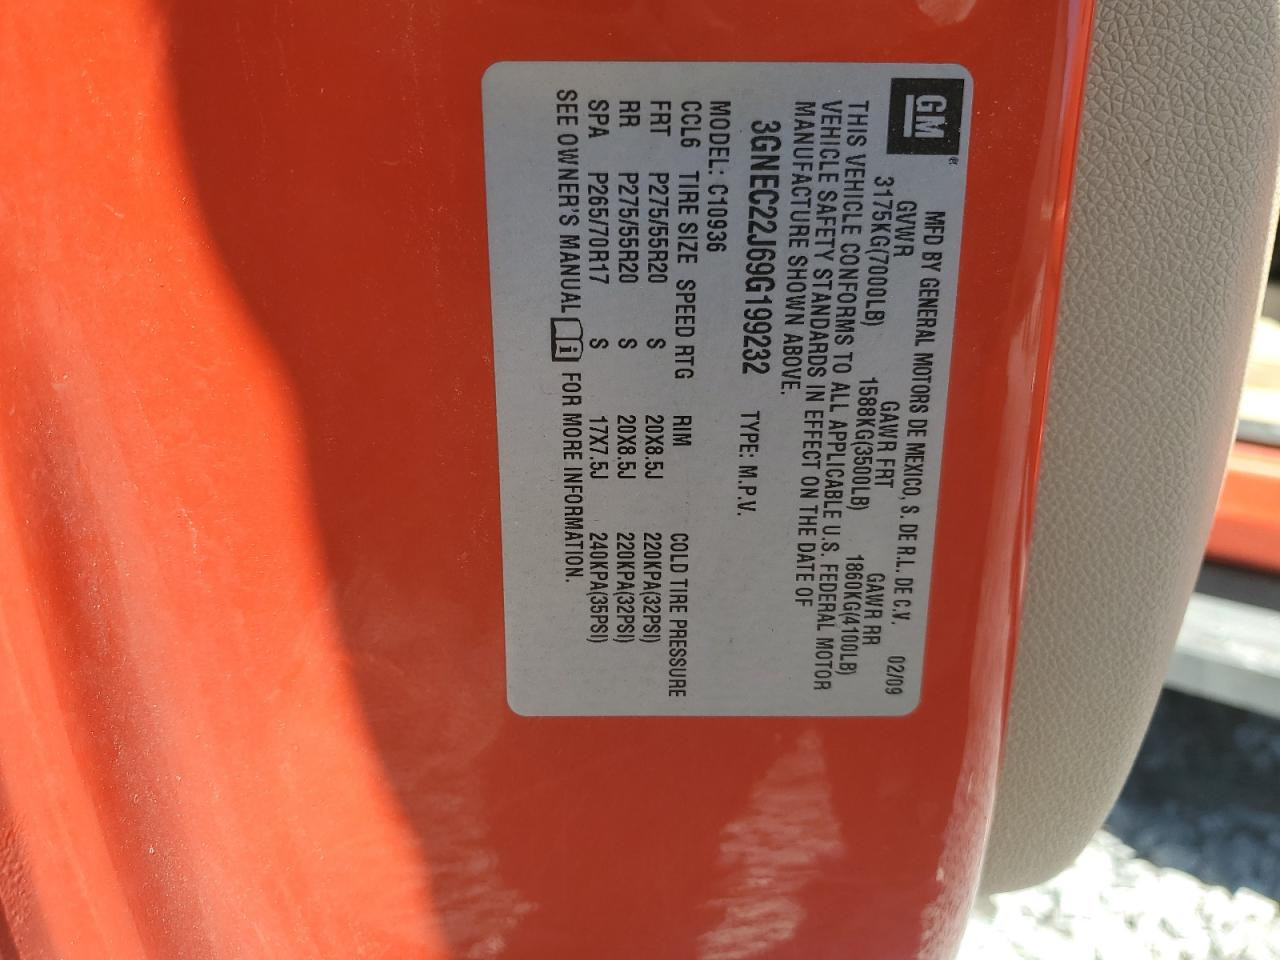 GM
MFD BY GENERAL MOTORS DE MEXICO, S. DE R.L. DE C.V. 02/09
GVWR GAWR FRT GAWR RR
3175KG(7000LB) 1588KG(3500LB) 1860KG(4100LB)
THIS VEHICLE CONFORMS TO ALL APPLICABLE U.S. FEDERAL MOTOR
VEHICLE SAFETY STANDARDS IN EFFECT ON THE DATE OF
MANUFACTURE SHOWN ABOVE.
3GNEC22J69G199232 TYPE: M.P.V.
MODEL: C10936
CCL6 TIRE SIZE SPEED RTG RIM COLD TIRE PRESSURE
FRT P275/55R20 S 20X8.5J 220KPA(32PSI)
RR P275/55R20 S 20X8.5J 220KPA(32PSI)
SPA P265/70R17 S 17X7.5J 240KPA(35PSI)
SEE OWNER'S MANUAL i FOR MORE INFORMATION.